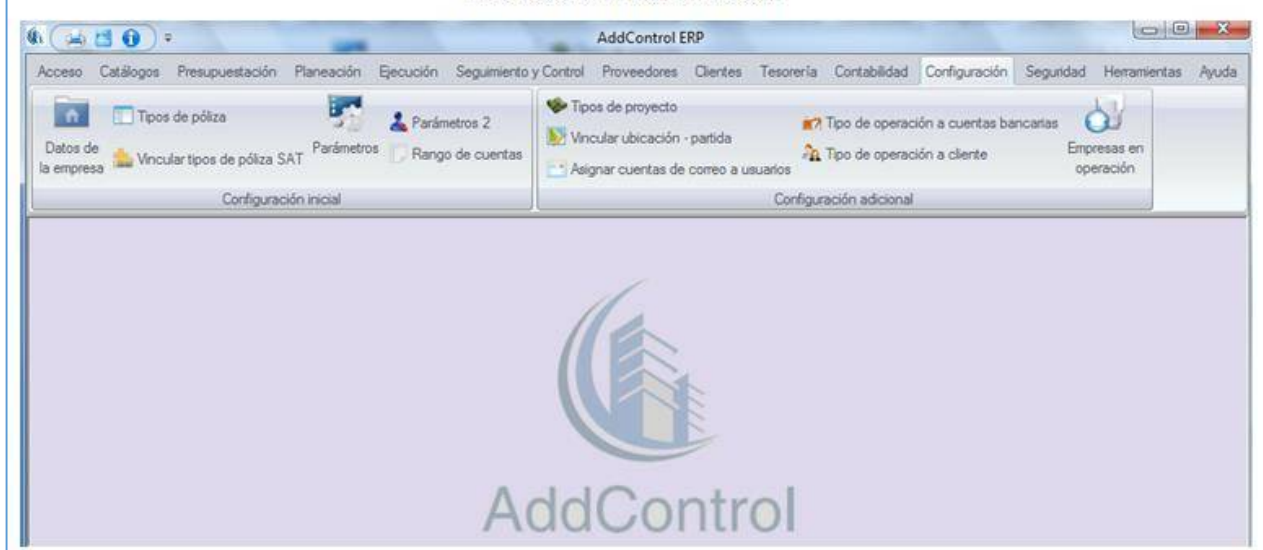 AddControl ERP
Acceso Catálogos Presupuestación Planeación Ejecución Seguimiento y Control Proveedores Clientes Tesorería Contabilidad Configuración Seguridad Herramientas Ayuda
Datos de la empresa
Tipos de póliza
Vincular tipos de póliza SAT
Parámetros
Parámetros 2
Rango de cuentas
Configuración inicial
Tipos de proyecto
Vincular ubicación - partida
Asignar cuentas de correo a usuarios
Tipo de operación a cuentas bancarias
Tipo de operación a cliente
Empresas en operación
Configuración adicional
AddControl